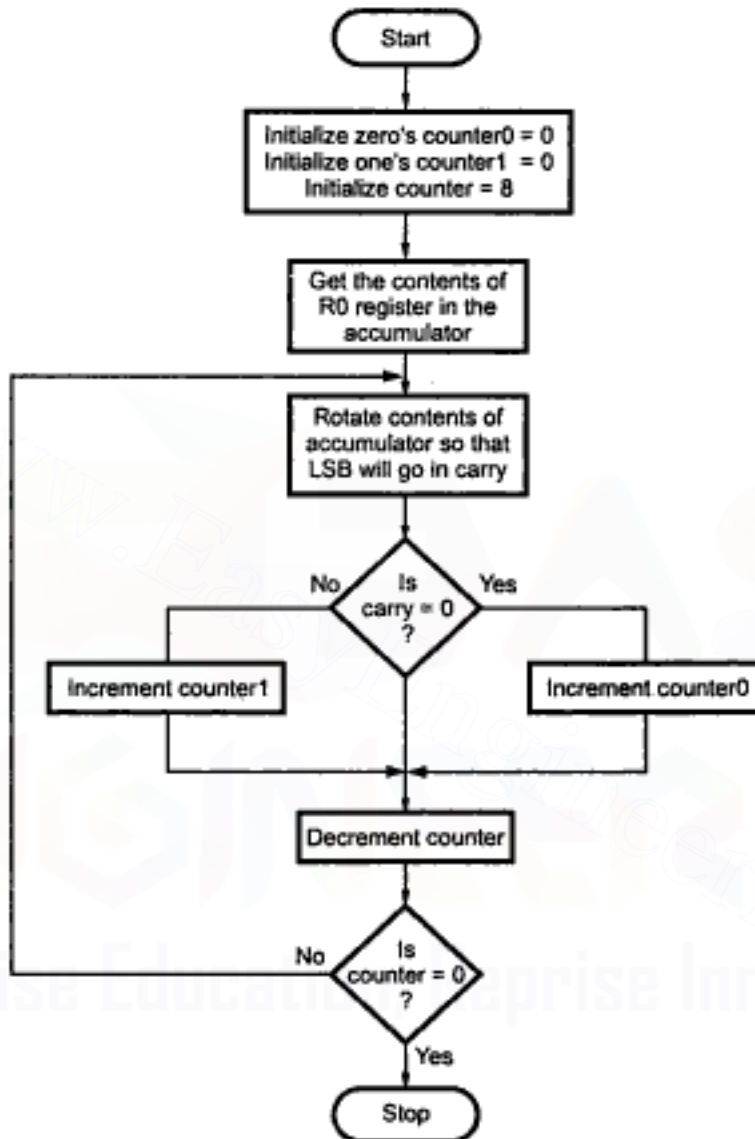 Start
Initialize zero's counter0 = 0
Initialize one's counter1 = 0
Initialize counter = 8
Get the contents of
R0 register in the
accumulator
Rotate contents of
accumulator so that
LSB will go in carry
No
Is
carry = 0
?
Yes
Increment counter1
Increment counter0
Decrement counter
No
Is
counter = 0
?
Yes
Stop